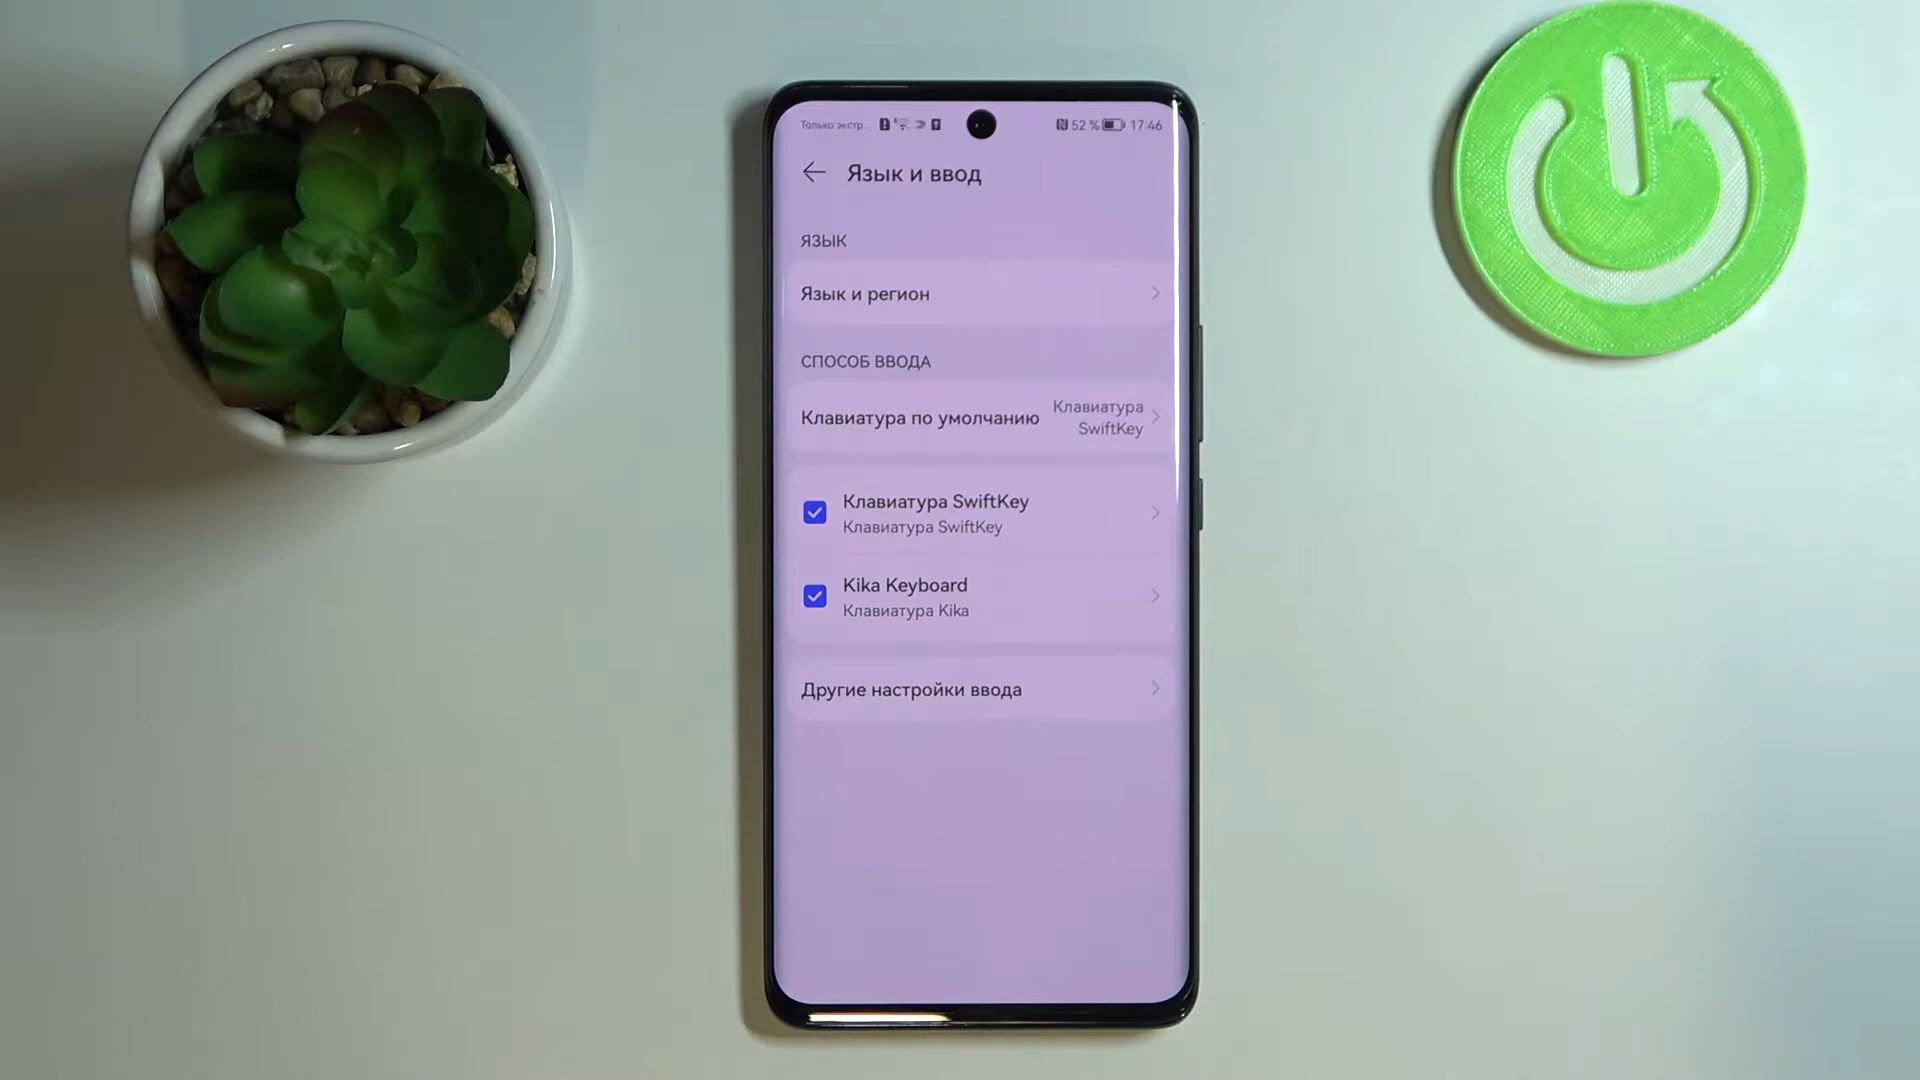 Только экстр...
52 % 17:46
Язык и ввод
ЯЗЫК
Язык и регион
СПОСОБ ВВОДА
Клавиатура по умолчанию
Клавиатура
SwiftKey
Клавиатура SwiftKey
Клавиатура SwiftKey
Kika Keyboard
Клавиатура Kika
Другие настройки ввода